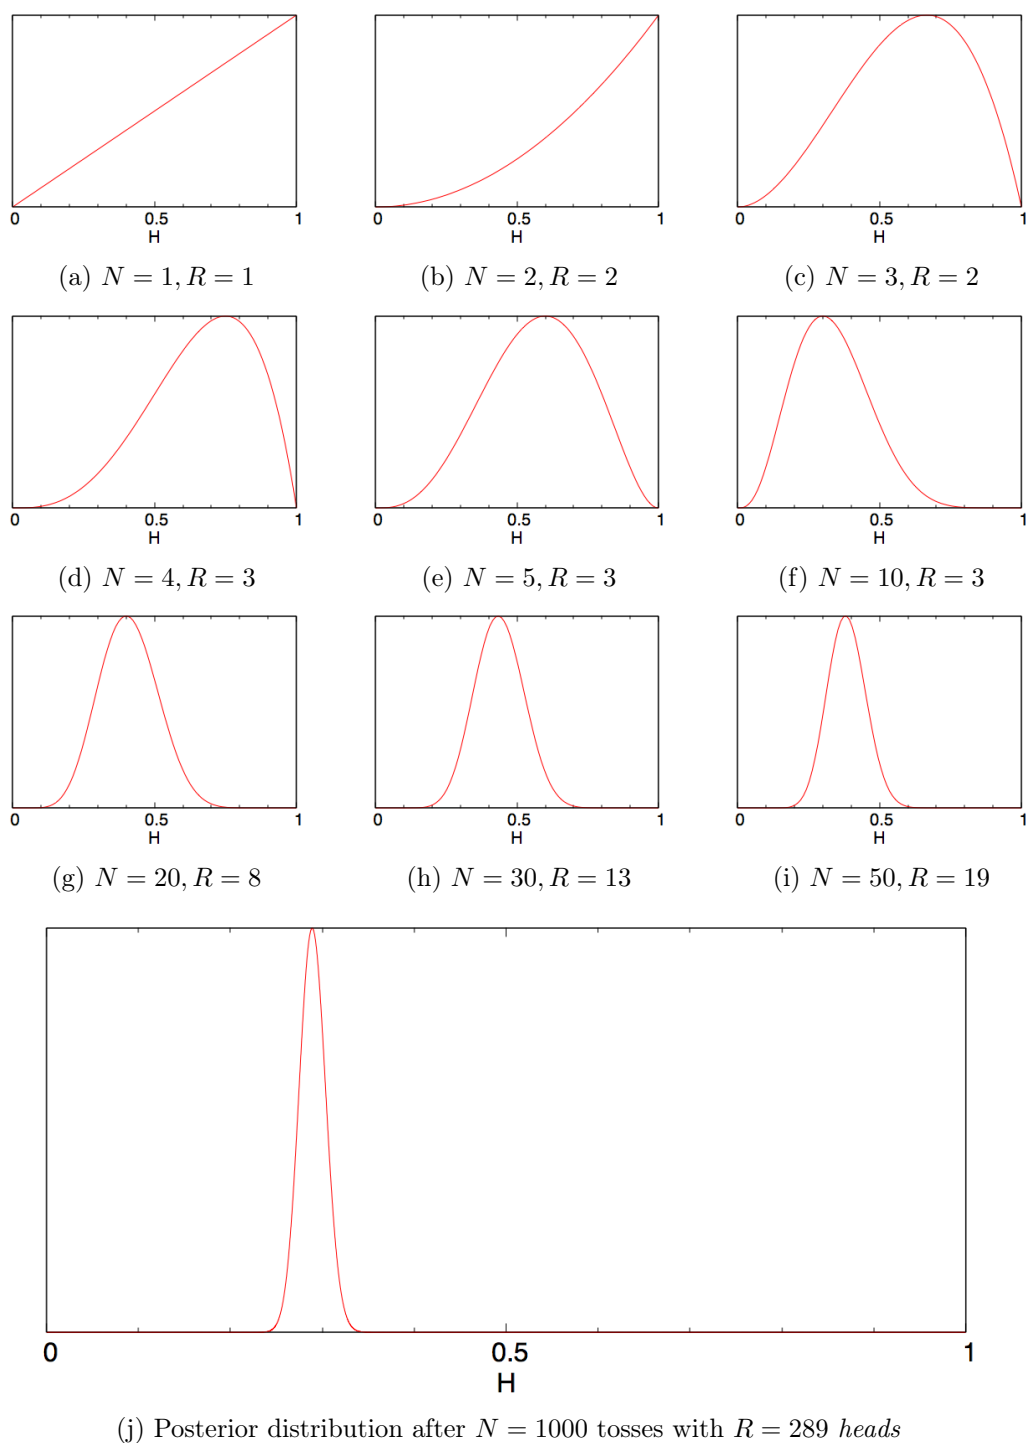 0 0.5 1 0 0.5 1 0 0.5 1
H H H
(a) N = 1, R = 1 (b) N = 2, R = 2 (c) N = 3, R = 2
0 0.5 1 0 0.5 1 0 0.5 1
H H H
(d) N = 4, R = 3 (e) N = 5, R = 3 (f) N = 10, R = 3
0 0.5 1 0 0.5 1 0 0.5 1
H H H
(g) N = 20, R = 8 (h) N = 30, R = 13 (i) N = 50, R = 19
0 0.5 1
H
(j) Posterior distribution after N = 1000 tosses with R = 289 heads